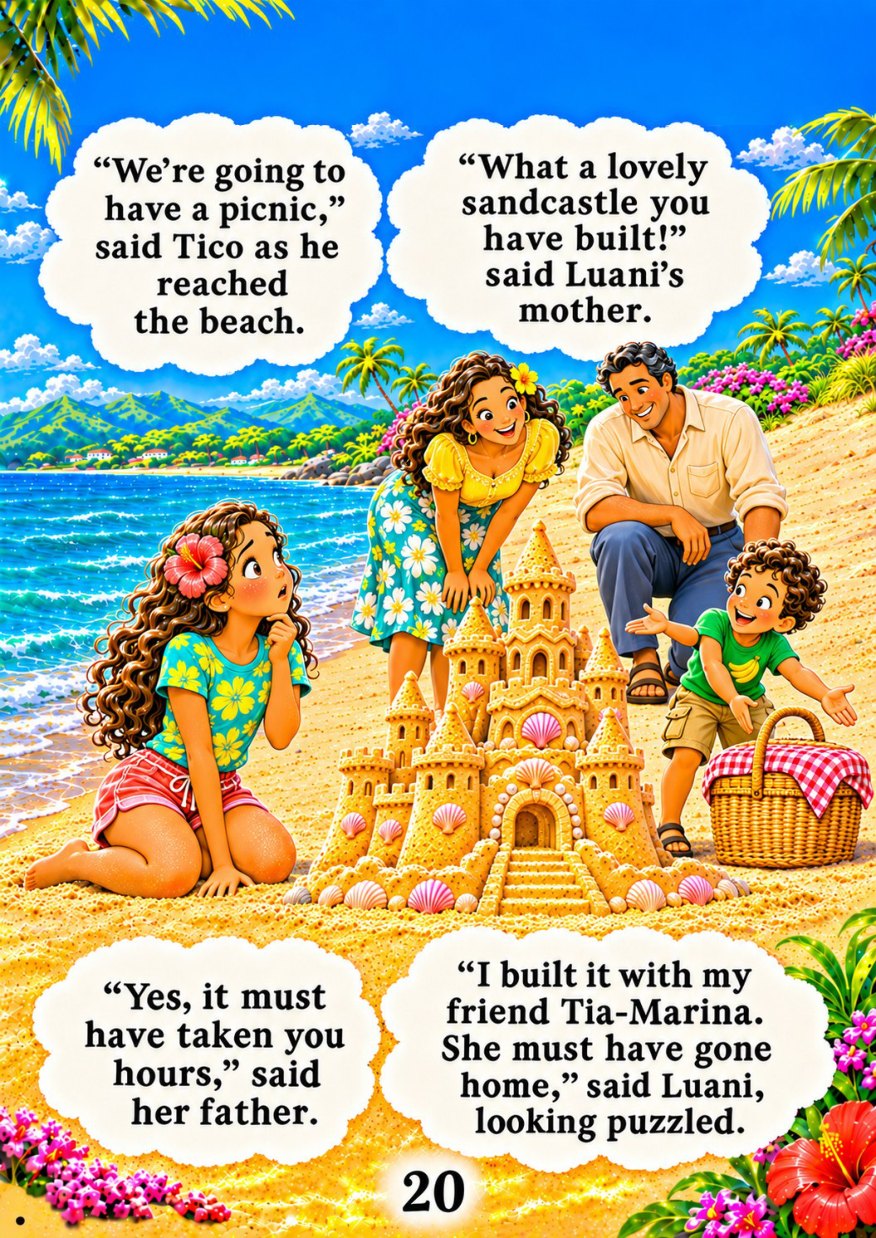 “We’re going to
have a picnic,”
said Tico as he
reached
the beach.
“What a lovely
sandcastle you
have built!”
said Luani’s
mother.
“Yes, it must
have taken you
hours,” said
her father.
“I built it with my
friend Tia-Marina.
She must have gone
home,” said Luani,
looking puzzled.
20